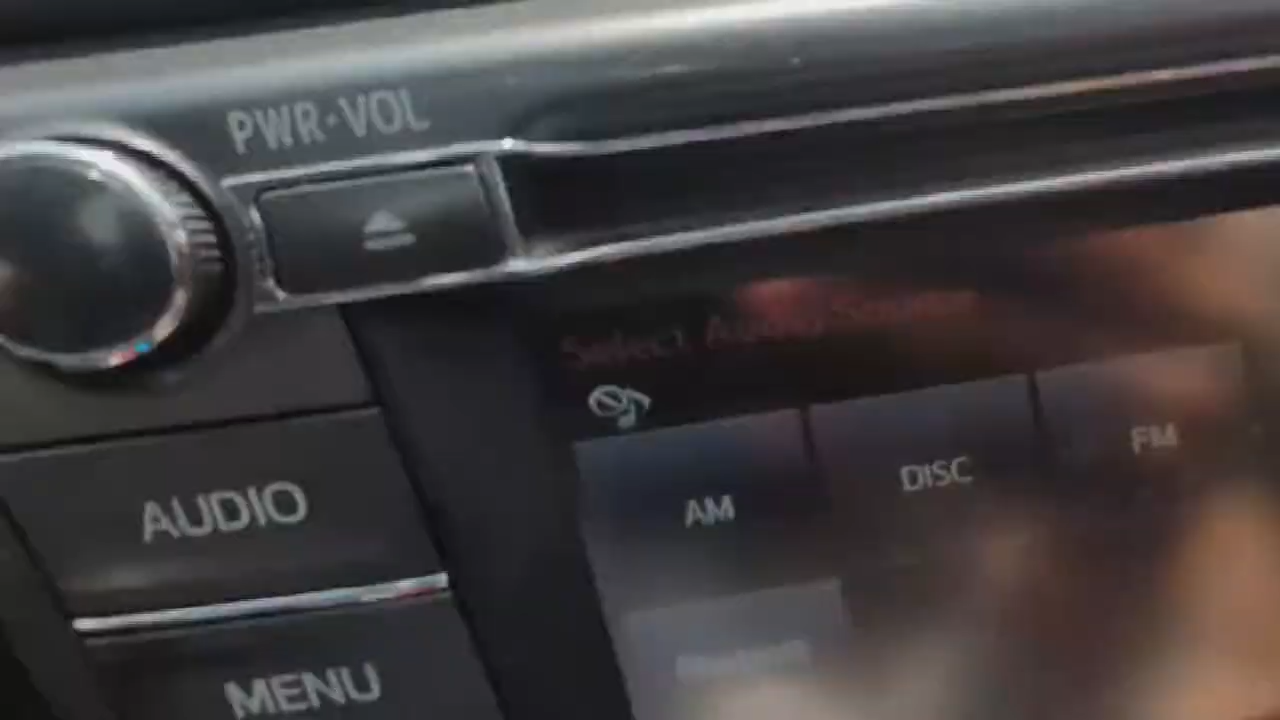 PWR·VOL
Select Audio Source
AUDIO
AM
DISC
FM
MENU